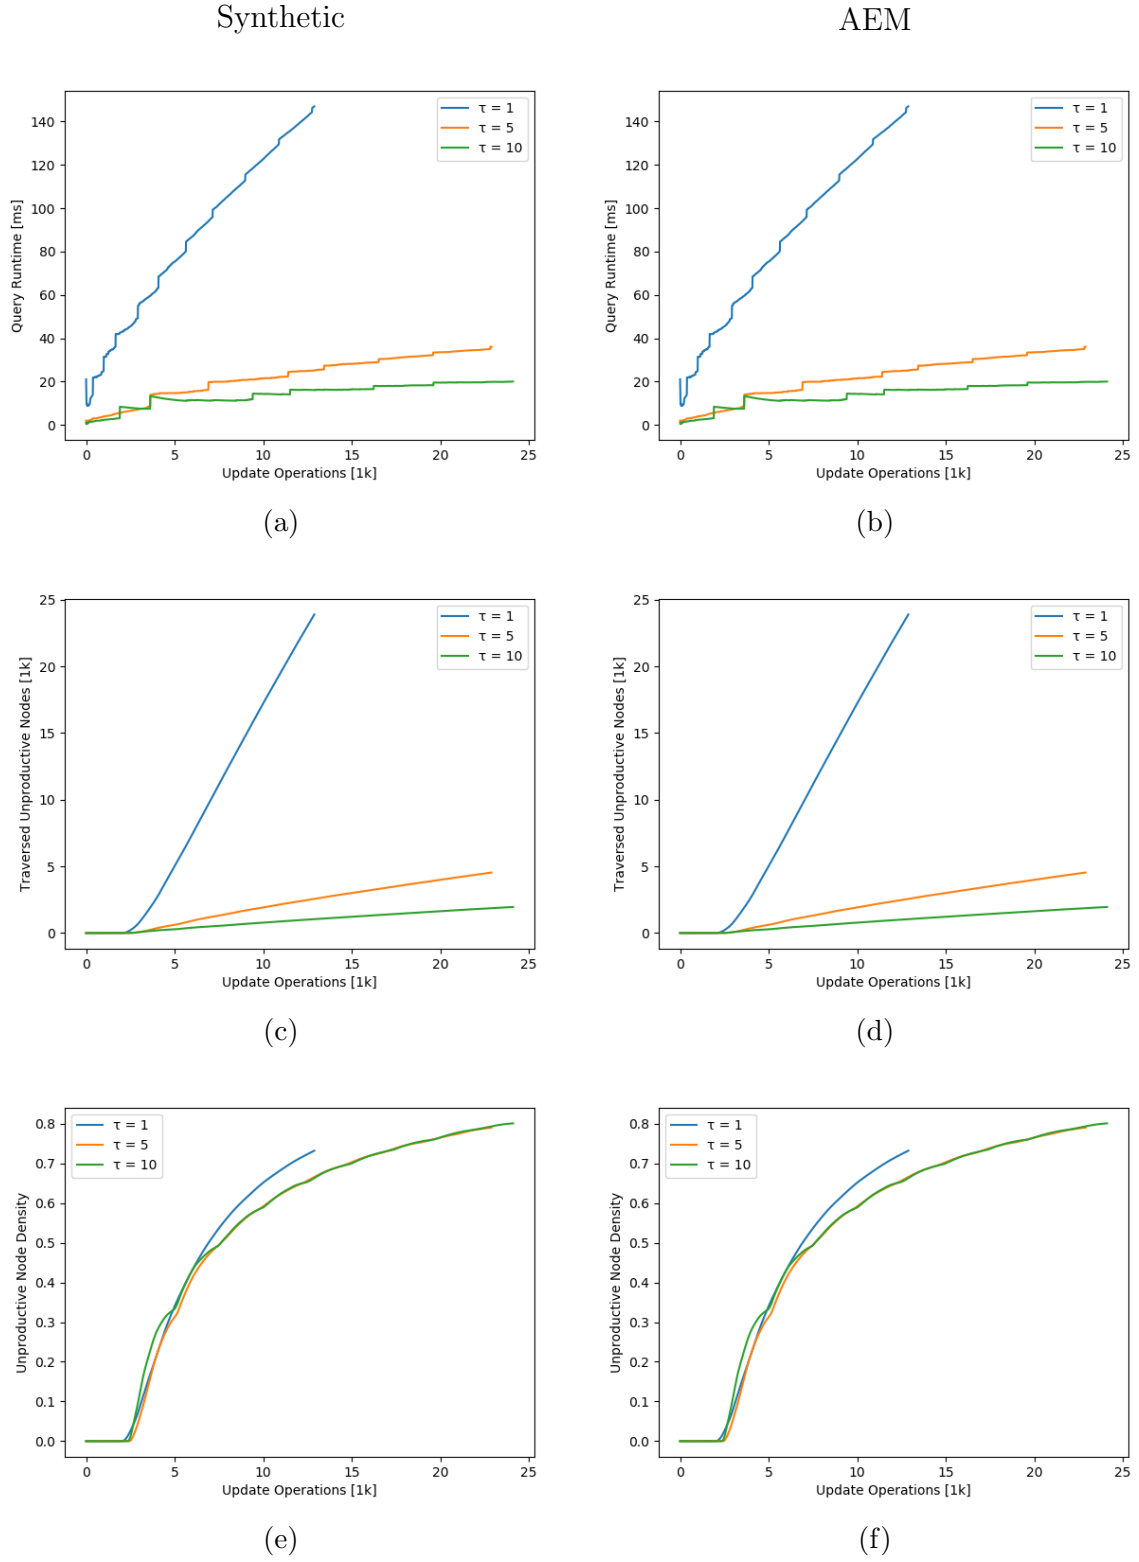 Synthetic
AEM
Query Runtime [ms]
140
120
100
80
60
40
20
0
τ = 1
τ = 5
τ = 10
0 5 10 15 20 25
Update Operations [1k]
(a)
Query Runtime [ms]
140
120
100
80
60
40
20
0
τ = 1
τ = 5
τ = 10
0 5 10 15 20 25
Update Operations [1k]
(b)
Traversed Unproductive Nodes [1k]
25
20
15
10
5
0
τ = 1
τ = 5
τ = 10
0 5 10 15 20 25
Update Operations [1k]
(c)
Traversed Unproductive Nodes [1k]
25
20
15
10
5
0
τ = 1
τ = 5
τ = 10
0 5 10 15 20 25
Update Operations [1k]
(d)
Unproductive Node Density
0.8
0.7
0.6
0.5
0.4
0.3
0.2
0.1
0.0
τ = 1
τ = 5
τ = 10
0 5 10 15 20 25
Update Operations [1k]
(e)
Unproductive Node Density
0.8
0.7
0.6
0.5
0.4
0.3
0.2
0.1
0.0
τ = 1
τ = 5
τ = 10
0 5 10 15 20 25
Update Operations [1k]
(f)